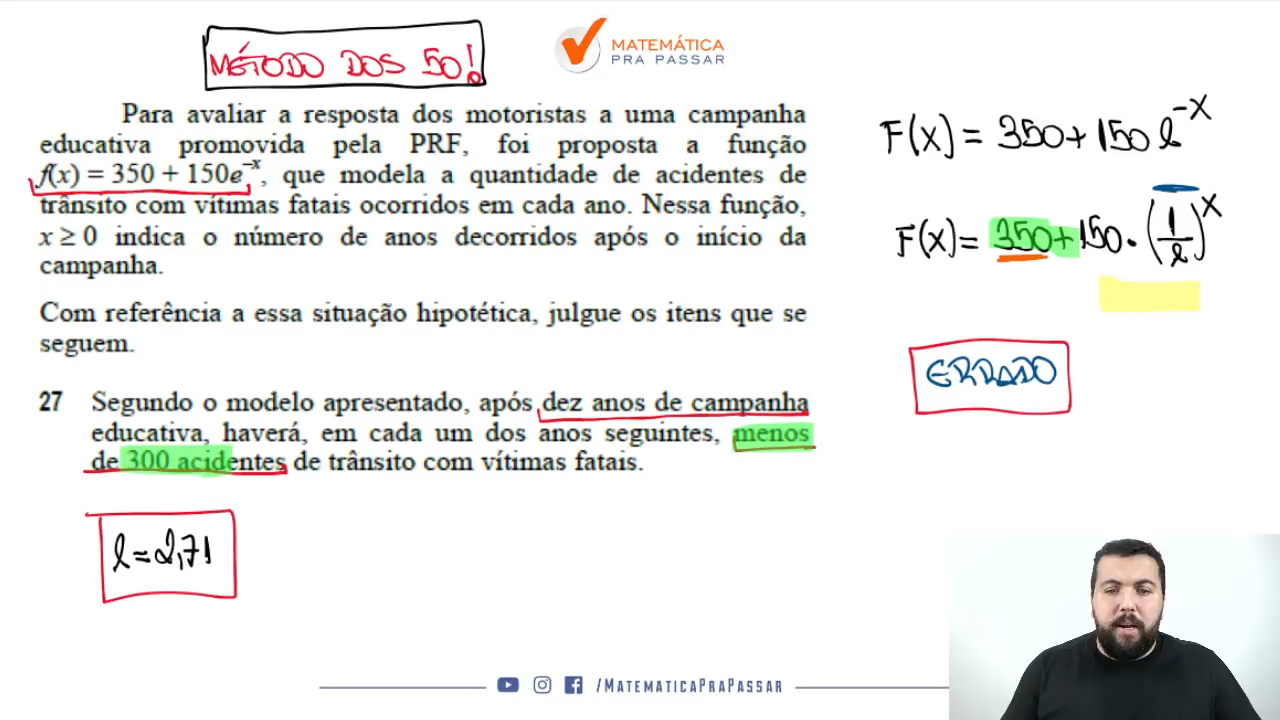 MÉTODO DOS 50!
MATEMÁTICA
PRA PASSAR
Para avaliar a resposta dos motoristas a uma campanha
educativa promovida pela PRF, foi proposta a função
f(x) = 350 + 150e⁻ˣ, que modela a quantidade de acidentes de
trânsito com vítimas fatais ocorridos em cada ano. Nessa função,
x ≥ 0 indica o número de anos decorridos após o início da
campanha.
Com referência a essa situação hipotética, julgue os itens que se
seguem.
27 Segundo o modelo apresentado, após dez anos de campanha
educativa, haverá, em cada um dos anos seguintes, menos
de 300 acidentes de trânsito com vítimas fatais.
e = 2,71
F(x) = 350 + 150 e⁻ˣ
F(x) = 350 + 150 · (1/e)ˣ
ERRADO
/MATEMATICAPRAPASSAR